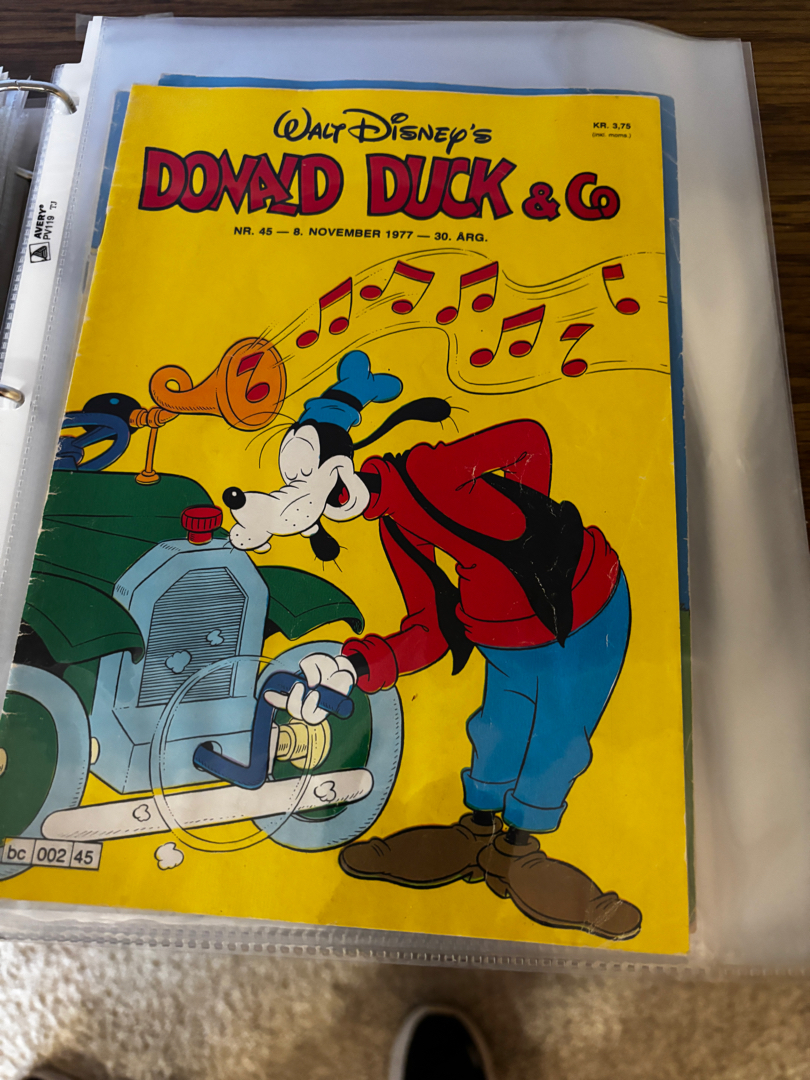 WALT DISNEY'S
KR. 3,75
(inkl. moms.)
DONALD DUCK & Co
NR. 45 — 8. NOVEMBER 1977 — 30. ÅRG.
AVERY®
PV119
bc 002 45